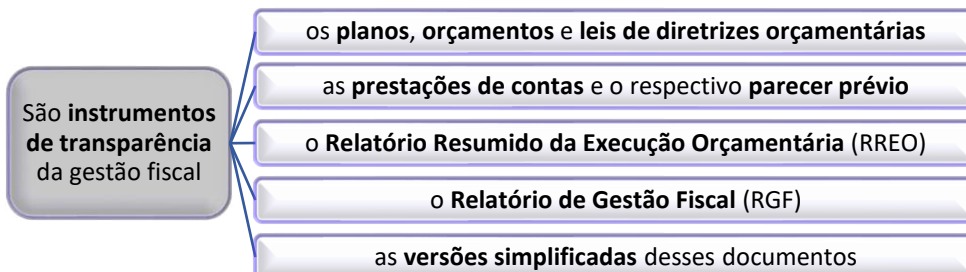 São instrumentos
de transparência
da gestão fiscal
os planos, orçamentos e leis de diretrizes orçamentárias
as prestações de contas e o respectivo parecer prévio
o Relatório Resumido da Execução Orçamentária (RREO)
o Relatório de Gestão Fiscal (RGF)
as versões simplificadas desses documentos